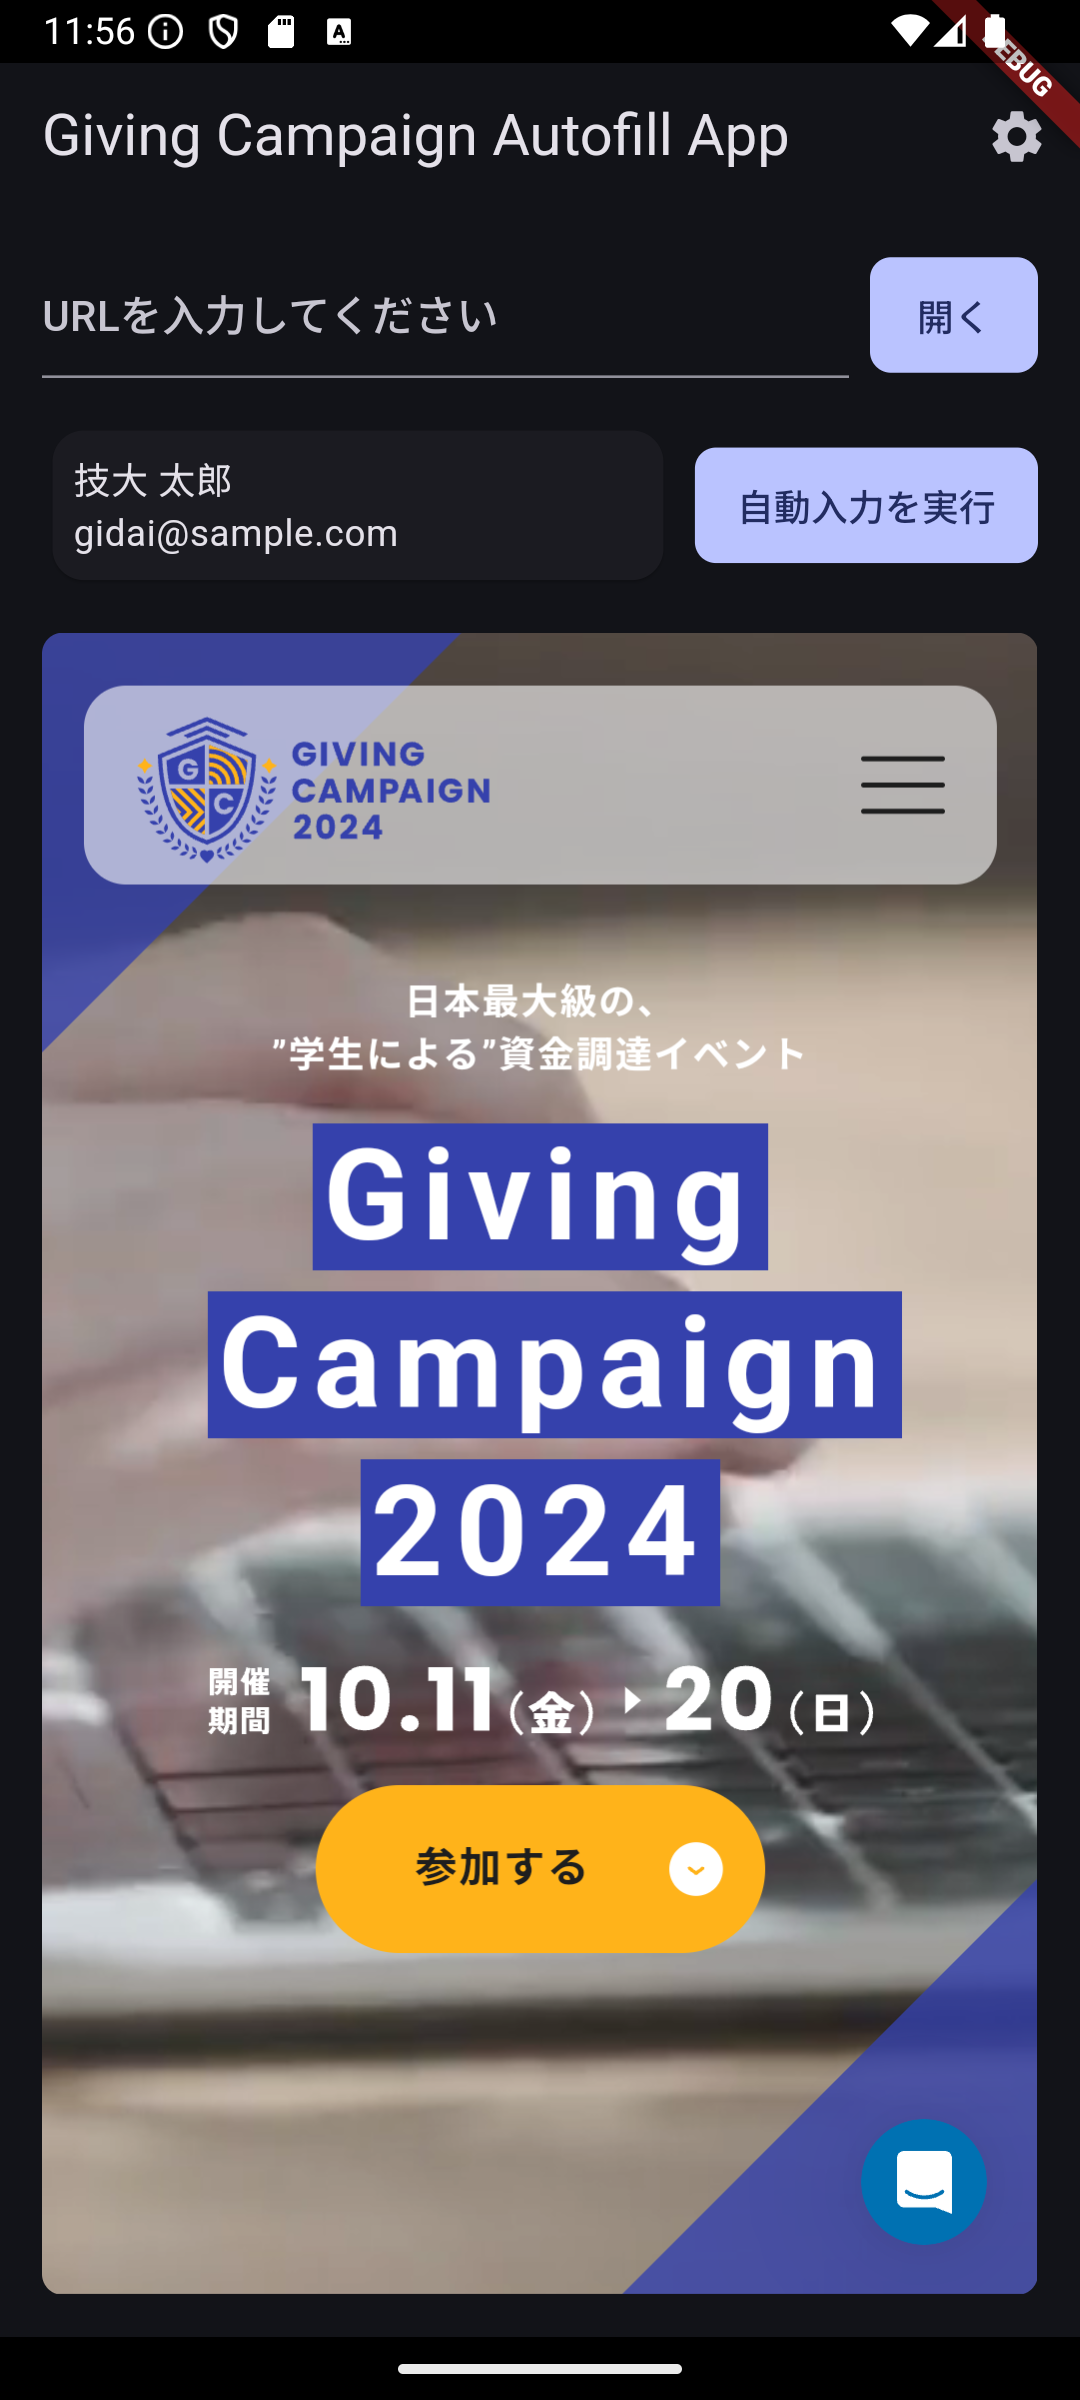 11:56
EBUG
Giving Campaign Autofill App
URLを入力してください
開く
技大 太郎
gidai@sample.com
自動入力を実行
G
C
GIVING
CAMPAIGN
2024
日本最大級の、
”学生による”資金調達イベント
Giving
Campaign
2024
開催
期間
10.11（金）
20（日）
参加する